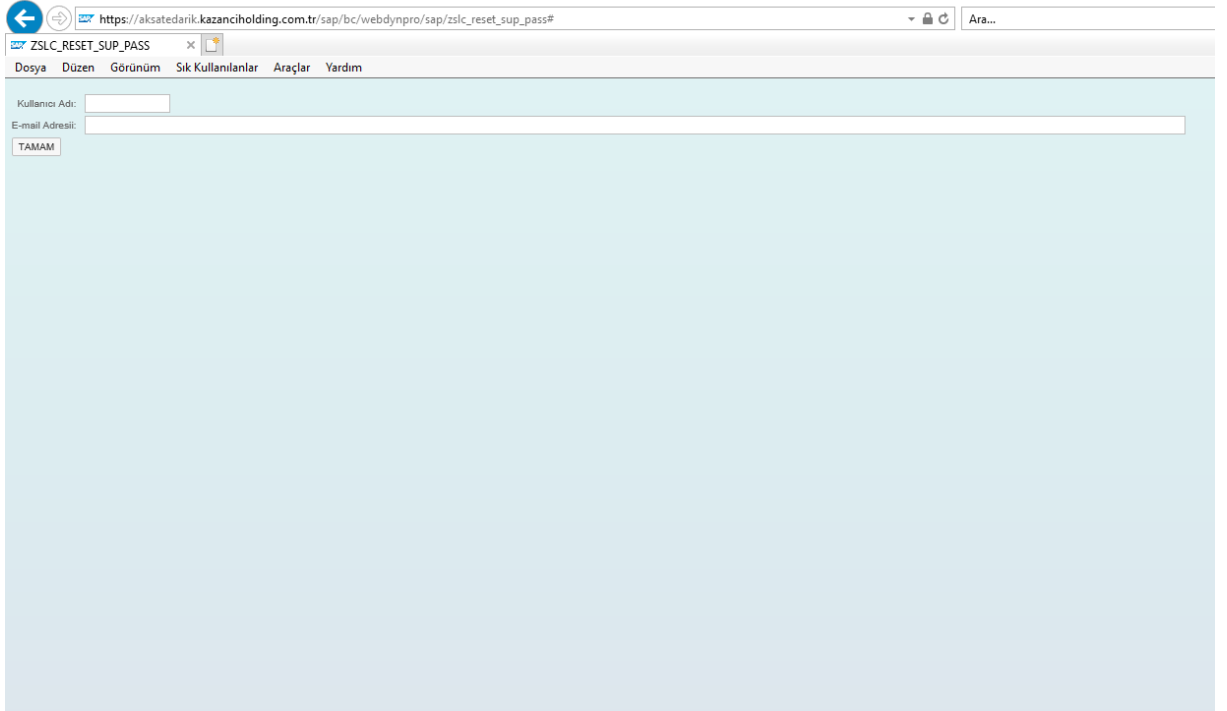 https://aksatedarik.kazanciholding.com.tr/sap/bc/webdynpro/sap/zslc_reset_sup_pass# Ara...
SAP ZSLC_RESET_SUP_PASS
Dosya Düzen Görünüm Sık Kullanılanlar Araçlar Yardım
Kullanıcı Adı:
E-mail Adresii:
TAMAM